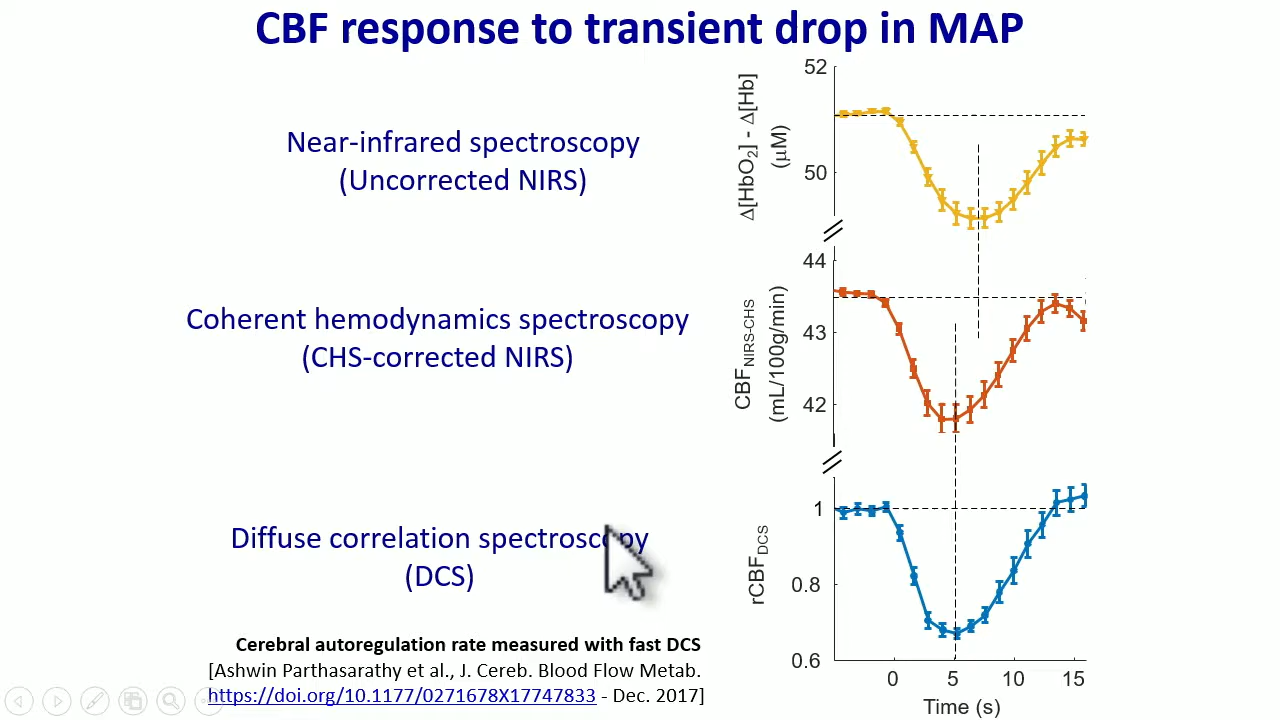 CBF response to transient drop in MAP
Near-infrared spectroscopy
(Uncorrected NIRS)
Δ[HbO2] - Δ[Hb]
(μM)
52
50
Coherent hemodynamics spectroscopy
(CHS-corrected NIRS)
CBFNIRS-CHS
(mL/100g/min)
44
43
42
Diffuse correlation spectroscopy
(DCS)
rCBFDCS
1
0.8
0.6
0 5 10 15
Time (s)
Cerebral autoregulation rate measured with fast DCS
[Ashwin Parthasarathy et al., J. Cereb. Blood Flow Metab.
https://doi.org/10.1177/0271678X17747833 - Dec. 2017]